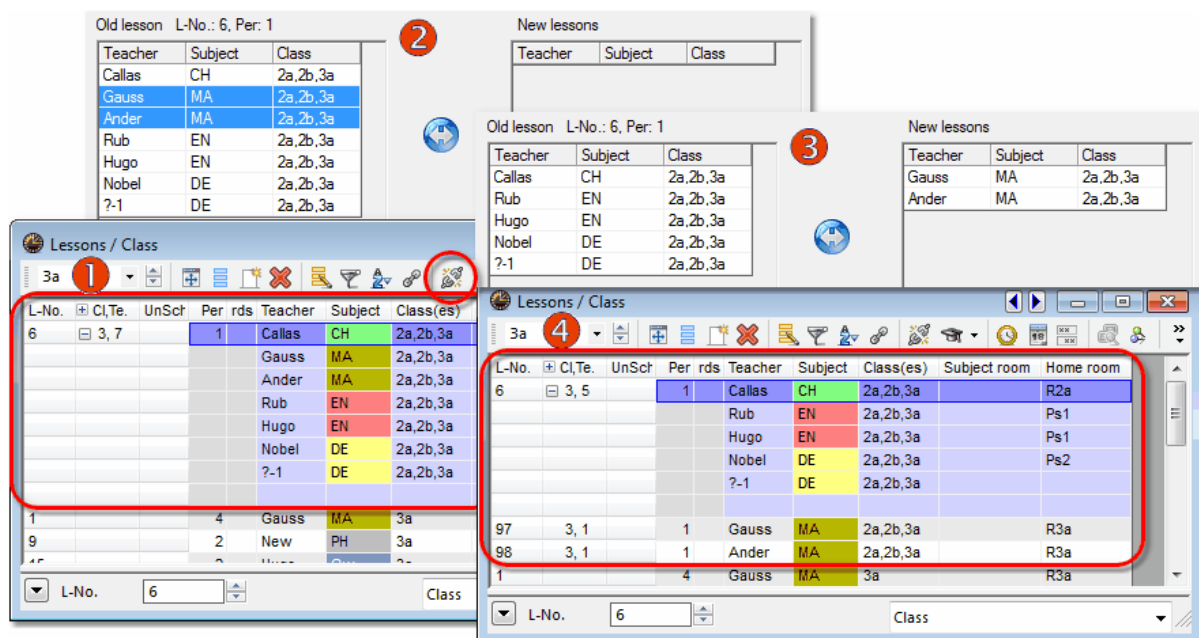 Old lesson L-No.: 6, Per: 1
2
New lessons
Teacher Subject Class
Teacher Subject Class
Callas CH 2a,2b,3a
Gauss MA 2a,2b,3a
Ander MA 2a,2b,3a
Rub EN 2a,2b,3a
Hugo EN 2a,2b,3a
Nobel DE 2a,2b,3a
?-1 DE 2a,2b,3a
Old lesson L-No.: 6, Per: 1
3
New lessons
Teacher Subject Class
Teacher Subject Class
Callas CH 2a,2b,3a
Gauss MA 2a,2b,3a
Rub EN 2a,2b,3a
Ander MA 2a,2b,3a
Hugo EN 2a,2b,3a
Nobel DE 2a,2b,3a
?-1 DE 2a,2b,3a
Lessons / Class
3a 1
L-No. Cl,Te. UnSch Per rds Teacher Subject Class(es)
6 3, 7 1 Callas CH 2a,2b,3a
Gauss MA 2a,2b,3a
Ander MA 2a,2b,3a
Rub EN 2a,2b,3a
Hugo EN 2a,2b,3a
Nobel DE 2a,2b,3a
?-1 DE 2a,2b,3a
1 4 Gauss MA 3a
9 2 New PH 3a
L-No. 6 Class
Lessons / Class
3a 4
L-No. Cl,Te. UnSch Per rds Teacher Subject Class(es) Subject room Home room
6 3, 5 1 Callas CH 2a,2b,3a R2a
Rub EN 2a,2b,3a Ps1
Hugo EN 2a,2b,3a Ps1
Nobel DE 2a,2b,3a Ps2
?-1 DE 2a,2b,3a
97 3, 1 1 Gauss MA 2a,2b,3a R3a
98 3, 1 1 Ander MA 2a,2b,3a R3a
1 4 Gauss MA 3a R3a
L-No. 6 Class